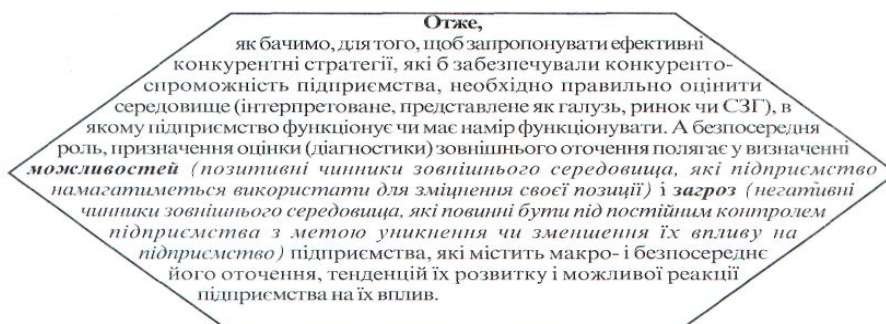 Отже,
як бачимо, для того, щоб запропонувати ефективні
конкурентні стратегії, які б забезпечували конкуренто-
спроможність підприємства, необхідно правильно оцінити
середовище (інтерпретоване, представлене як галузь, ринок чи СЗГ), в
якому підприємство функціонує чи має намір функціонувати. А безпосередня
роль, призначення оцінки (діагностики) зовнішнього оточення полягає у визначенні
можливостей (позитивні чинники зовнішнього середовища, які підприємство
намагатиметься використати для зміцнення своєї позиції) і загроз (негативні
чинники зовнішнього середовища, які повинні бути під постійним контролем
підприємства з метою уникнення чи зменшення їх впливу на
підприємство) підприємства, які містить макро- і безпосереднє
його оточення, тенденцій їх розвитку і можливої реакції
підприємства на їх вплив.